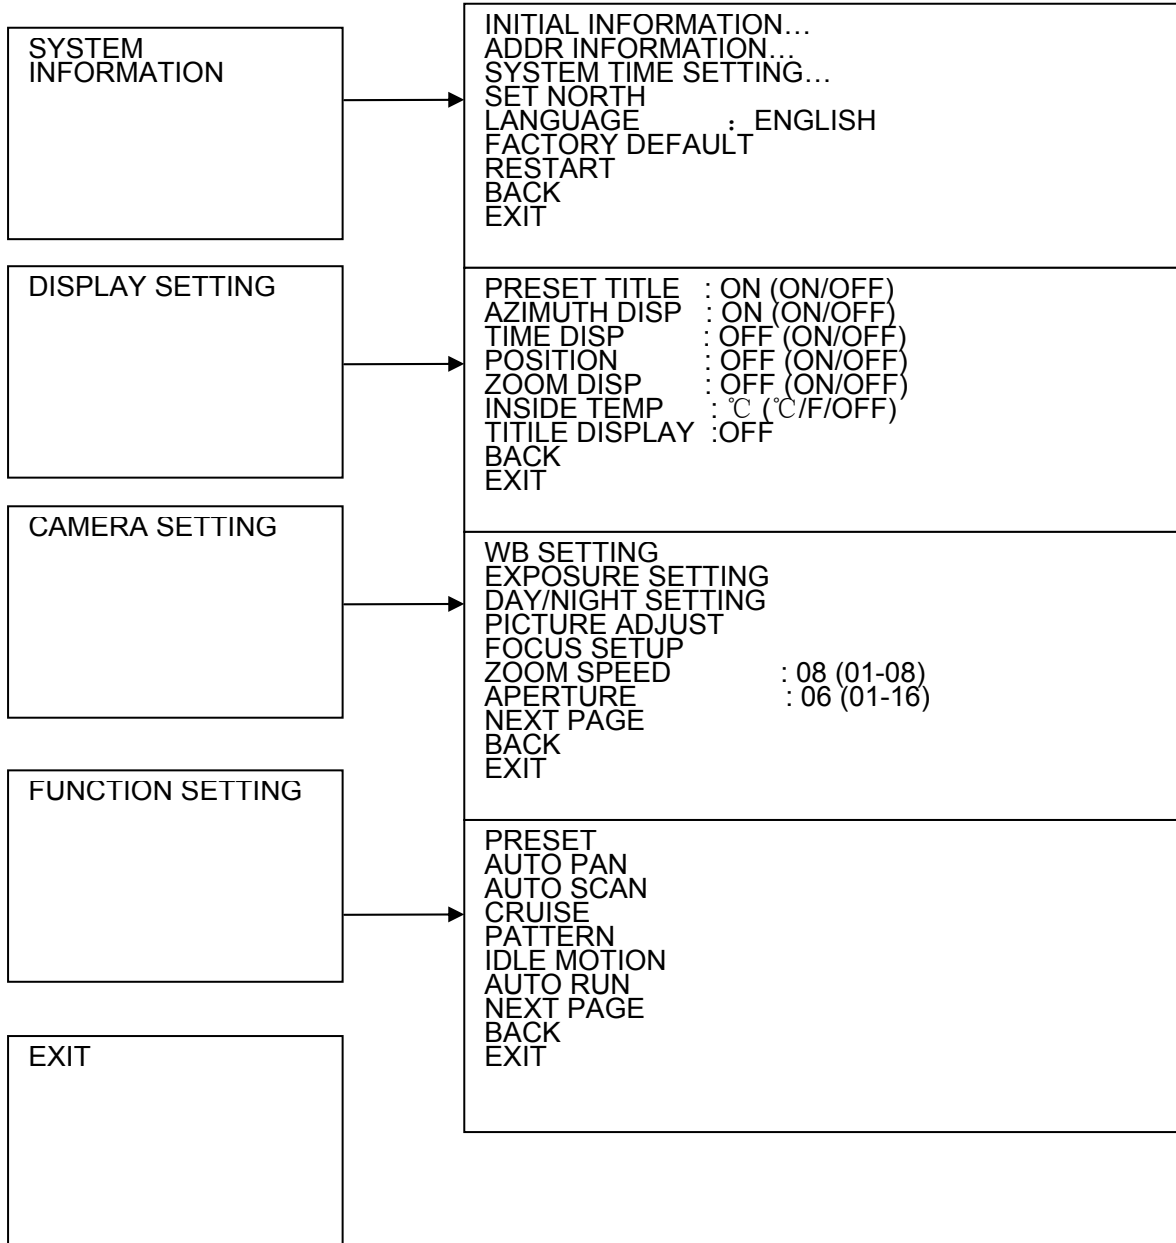 SYSTEM
INFORMATION
INITIAL INFORMATION…
ADDR INFORMATION…
SYSTEM TIME SETTING…
SET NORTH
LANGUAGE : ENGLISH
FACTORY DEFAULT
RESTART
BACK
EXIT
DISPLAY SETTING
PRESET TITLE : ON (ON/OFF)
AZIMUTH DISP : ON (ON/OFF)
TIME DISP : OFF (ON/OFF)
POSITION : OFF (ON/OFF)
ZOOM DISP : OFF (ON/OFF)
INSIDE TEMP : ℃ (℃/F/OFF)
TITILE DISPLAY :OFF
BACK
EXIT
CAMERA SETTING
WB SETTING
EXPOSURE SETTING
DAY/NIGHT SETTING
PICTURE ADJUST
FOCUS SETUP
ZOOM SPEED : 08 (01-08)
APERTURE : 06 (01-16)
NEXT PAGE
BACK
EXIT
FUNCTION SETTING
PRESET
AUTO PAN
AUTO SCAN
CRUISE
PATTERN
IDLE MOTION
AUTO RUN
NEXT PAGE
BACK
EXIT
EXIT